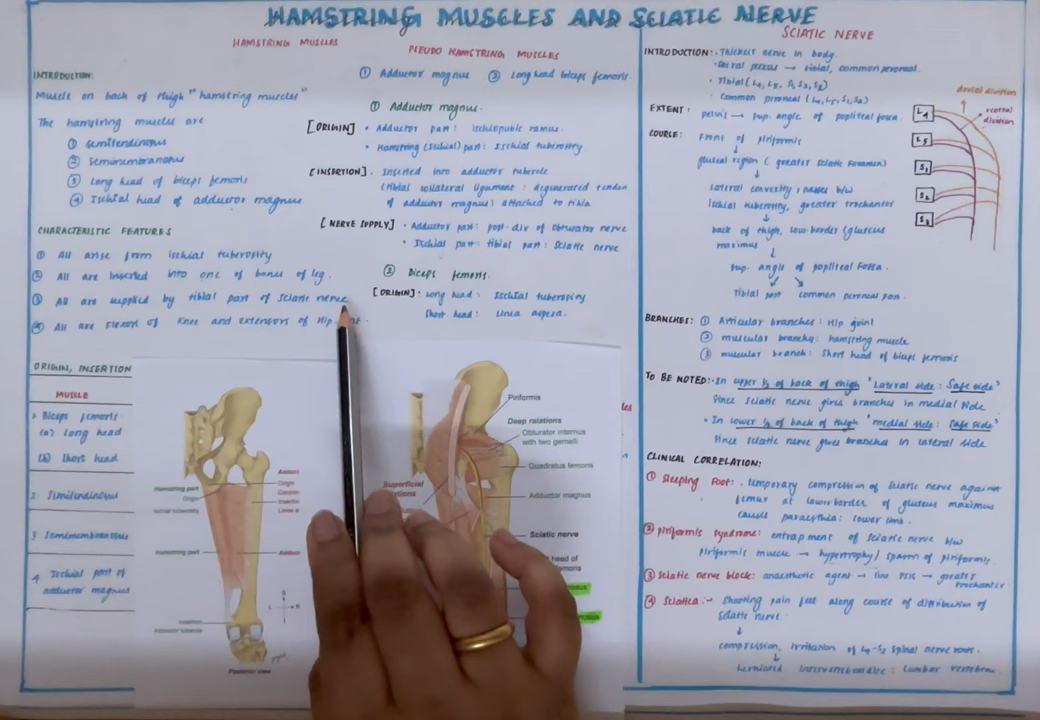 HAMSTRING MUSCLES AND SCIATIC NERVE
HAMSTRING MUSCLES
INTRODUCTION:
Muscle on back of thigh "hamstring muscles"
The hamstring muscles are
① Semitendinosus
② Semimembranosus
③ Long head of biceps femoris
④ Ischial head of adductor magnus
CHARACTERISTIC FEATURES
① All arise from ischial tuberosity
② All are inserted into one of bones of leg.
③ All are supplied by tibial part of sciatic nerve
④ All are flexors of knee and extensors of Hip
ORIGIN, INSERTION
MUSCLE
1. Biceps femoris
(a) Long head
(b) Short head
2. Semitendinosus
3. Semimembranosus
4. Ischial part of
adductor magnus
Hamstring part
Origin
Ischial tuberosity
Hamstring part
Insertion
Adductor tubercle
Origin
Insertion
Posterior view
PSEUDO HAMSTRING MUSCLES
① Adductor magnus ② Long head biceps femoris.
① Adductor magnus.
[ORIGIN] • Adductor part: ischiopubic ramus.
• Hamstring (Ischial) part: Ischial tuberosity
[INSERTION]. Inserted into adductor tubercle
(tibial collateral ligament: degenerated tendon
of adductor magnus) attached to tibia
[NERVE SUPPLY] • Adductor part: post. div of obturator nerve
• Ischial part: tibial part: Sciatic nerve
② Biceps femoris.
[ORIGIN] • Long head: Ischial tuberosity
Short head: Linea aspera.
Piriformis
Deep relations
Obturator internus
with two gemelli
Quadratus femoris
Adductor magnus
Superficial
Sciatic nerve
head of
SCIATIC NERVE
INTRODUCTION: • Thickest nerve in body.
• Sacral plexus → tibial, common peroneal.
• Tibial (L4, L5, S1, S2, S3)
• Common peroneal (L4, L5, S1, S2)
EXTENT: pelvis → sup. angle of popliteal fossa.
COURSE: Front of piriformis
↓
gluteal region (greater sciatic foramen)
↓
Lateral convexity, passes b/w
Ischial tuberosity, greater trochanter
↓
back of thigh, low border (gluteus
maximus
↓
sup. angle of popliteal fossa.
Tibial part common peroneal part.
dorsal division
ventral
division
L4
L5
S1
S2
S3
BRANCHES: ① Articular branches: Hip joint
② muscular branchs: hamstring muscle
③ muscular branch: Short head of biceps femoris
TO BE NOTED: • In upper ⅓ of back of thigh "Lateral side: Safe side"
Since sciatic nerve gives branches in medial side
• In lower ⅓ of back of thigh "medial side: Safe side"
Since sciatic nerve gives branches in lateral side
CLINICAL CORRELATION:
① Sleeping Foot: temporary compression of sciatic nerve against
femur at lower border of gluteus maximus
causes paraesthia: lower limb.
② piriformis syndrome: entrapment of sciatic nerve b/w
piriformis muscle → hypertrophy/spasm of piriformis.
③ Sciatic nerve block: anaesthetic agent → line PSIS → greater
trochanter
④ Sciatica: - Shooting pain felt along course of distribution of
sciatic nerve
↓
compression, irritation of L4-S3 spinal nerve roots.
↓
herniated intervertebral disc: Lumbar vertebrae.